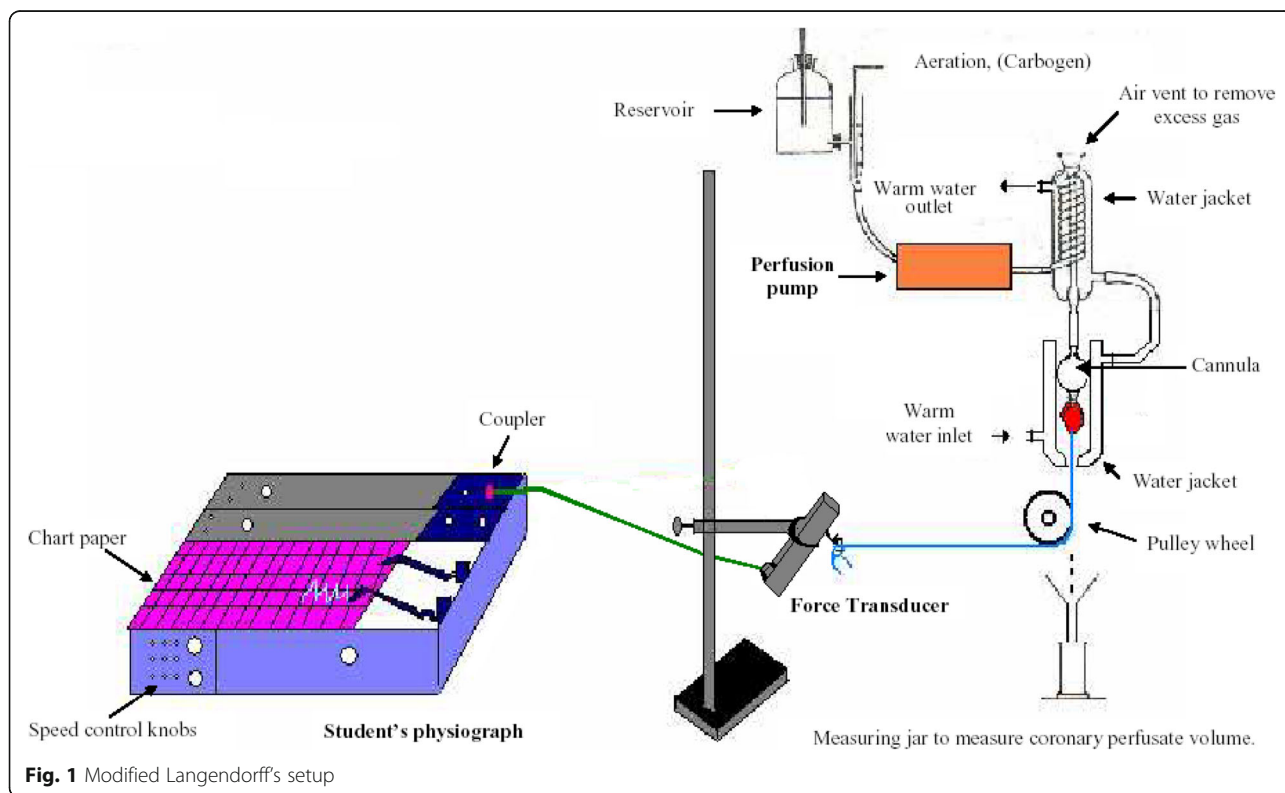 Aeration, (Carbogen)
Reservoir
Air vent to remove
excess gas
Warm water
outlet
Water jacket
Perfusion
pump
Cannula
Coupler
Warm
water inlet
Water jacket
Chart paper
Pulley wheel
Force Transducer
Speed control knobs
Student's physiograph
Measuring jar to measure coronary perfusate volume.
Fig. 1 Modified Langendorff's setup